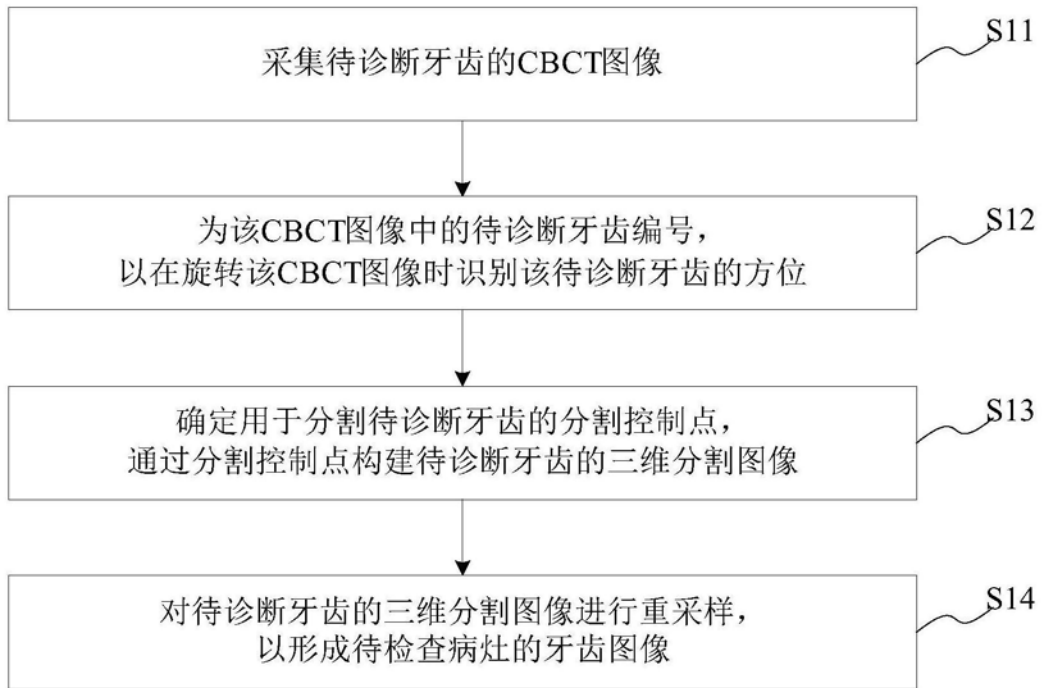 采集待诊断牙齿的CBCT图像
S11
为该CBCT图像中的待诊断牙齿编号，
以在旋转该CBCT图像时识别该待诊断牙齿的方位
S12
确定用于分割待诊断牙齿的分割控制点，
通过分割控制点构建待诊断牙齿的三维分割图像
S13
对待诊断牙齿的三维分割图像进行重采样，
以形成待检查病灶的牙齿图像
S14